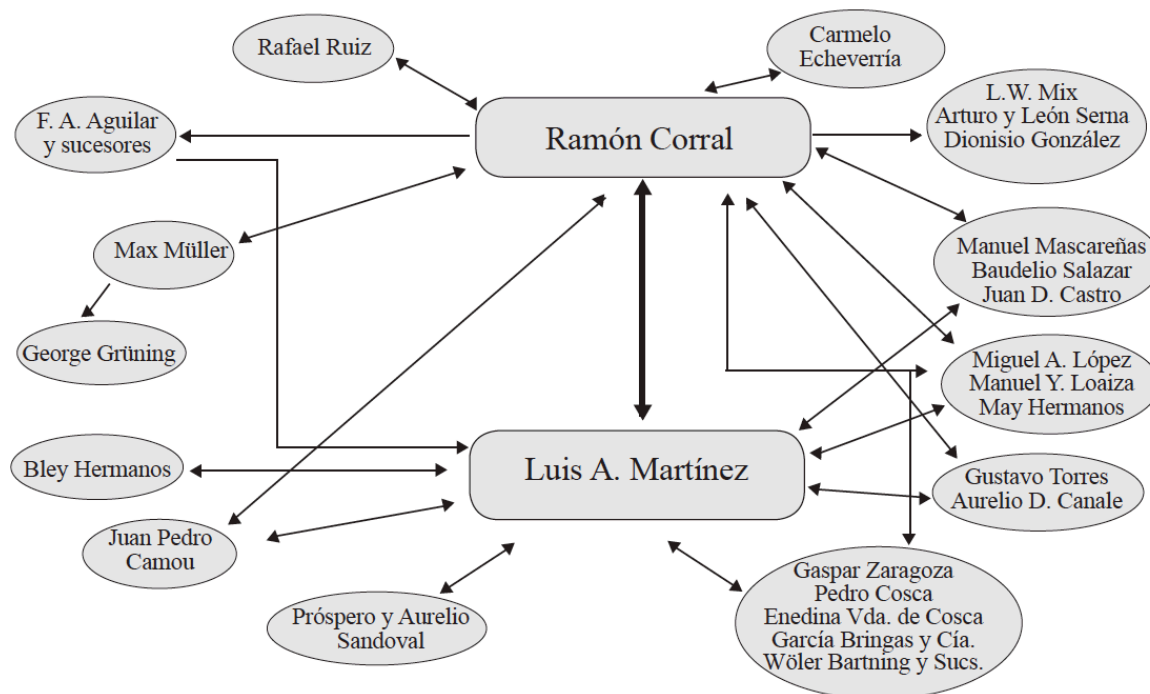 Rafael Ruiz
Carmelo
Echeverría
F. A. Aguilar
y sucesores
Ramón Corral
L.W. Mix
Arturo y León Serna
Dionisio González
Max Müller
Manuel Mascareñas
Baudelio Salazar
Juan D. Castro
George Grüning
Miguel A. López
Manuel Y. Loaiza
May Hermanos
Bley Hermanos
Luis A. Martínez
Gustavo Torres
Aurelio D. Canale
Juan Pedro
Camou
Próspero y Aurelio
Sandoval
Gaspar Zaragoza
Pedro Cosca
Enedina Vda. de Cosca
García Bringas y Cía.
Wöler Bartning y Sucs.